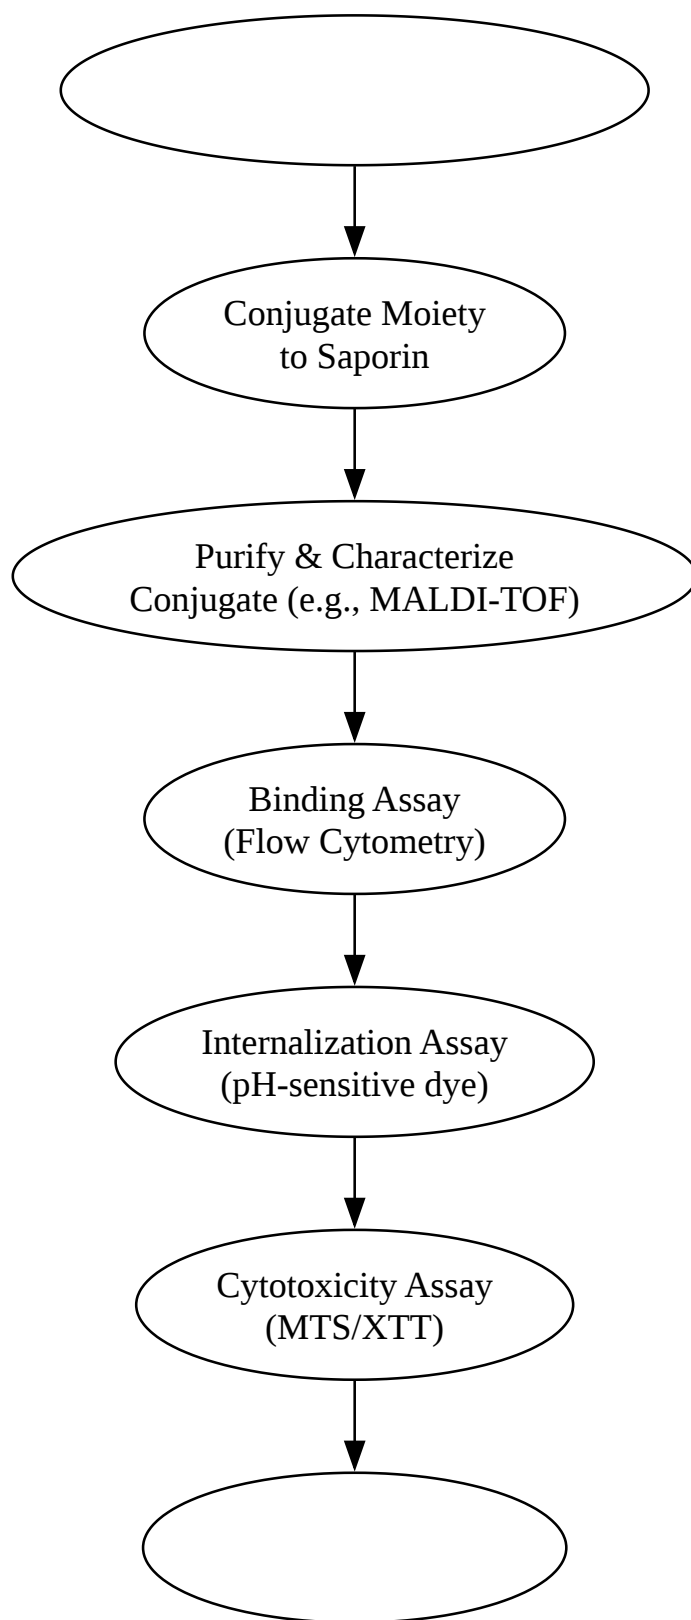 Conjugate Moiety
to Saporin
Purify & Characterize
Conjugate (e.g., MALDI-TOF)
Binding Assay
(Flow Cytometry)
Internalization Assay
(pH-sensitive dye)
Cytotoxicity Assay
(MTS/XTT)